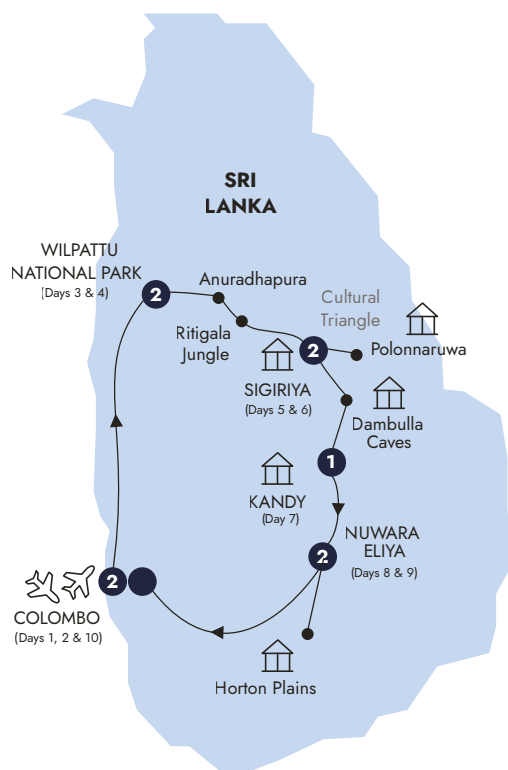 SRI
LANKA
WILPATTU
NATIONAL PARK
(Days 3 & 4)
2
Anuradhapura
Ritigala
Jungle
Cultural
Triangle
2
Polonnaruwa
SIGIRIYA
(Days 5 & 6)
Dambulla
Caves
1
KANDY
(Day 7)
NUWARA
ELIYA
2
(Days 8 & 9)
2
COLOMBO
(Days 1, 2 & 10)
Horton Plains